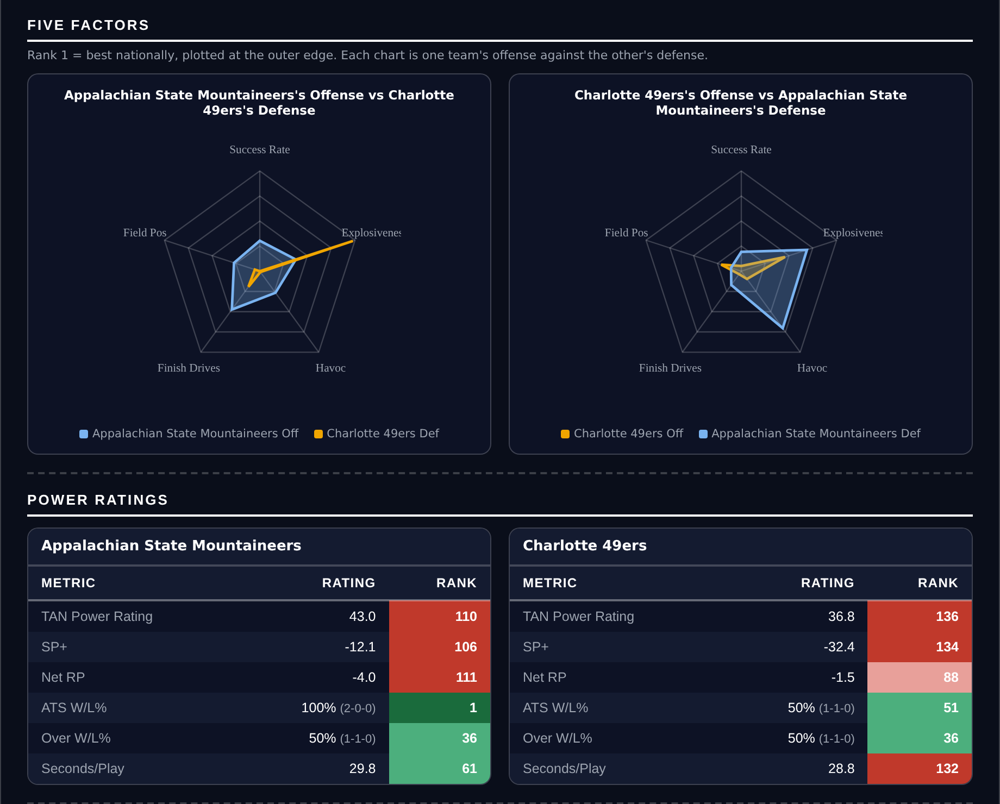 FIVE FACTORS
Rank 1 = best nationally, plotted at the outer edge. Each chart is one team's offense against the other's defense.
Appalachian State Mountaineers's Offense vs Charlotte
49ers's Defense
Success Rate
Field Pos
Explosivenes
Finish Drives
Havoc
Appalachian State Mountaineers Off
Charlotte 49ers Def
Charlotte 49ers's Offense vs Appalachian State
Mountaineers's Defense
Success Rate
Field Pos
Explosivenes
Finish Drives
Havoc
Charlotte 49ers Off
Appalachian State Mountaineers Def
POWER RATINGS
Appalachian State Mountaineers
METRIC RATING RANK
TAN Power Rating 43.0 110
SP+ -12.1 106
Net RP -4.0 111
ATS W/L% 100% (2-0-0) 1
Over W/L% 50% (1-1-0) 36
Seconds/Play 29.8 61
Charlotte 49ers
METRIC RATING RANK
TAN Power Rating 36.8 136
SP+ -32.4 134
Net RP -1.5 88
ATS W/L% 50% (1-1-0) 51
Over W/L% 50% (1-1-0) 36
Seconds/Play 28.8 132